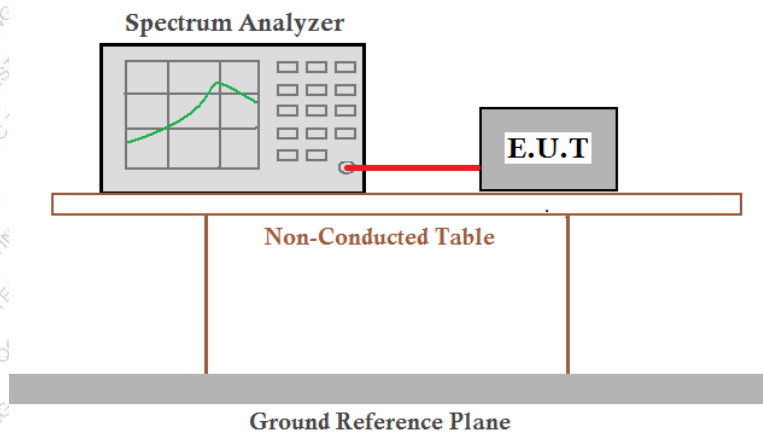 Spectrum Analyzer
E.U.T
Non-Conducted Table
Ground Reference Plane